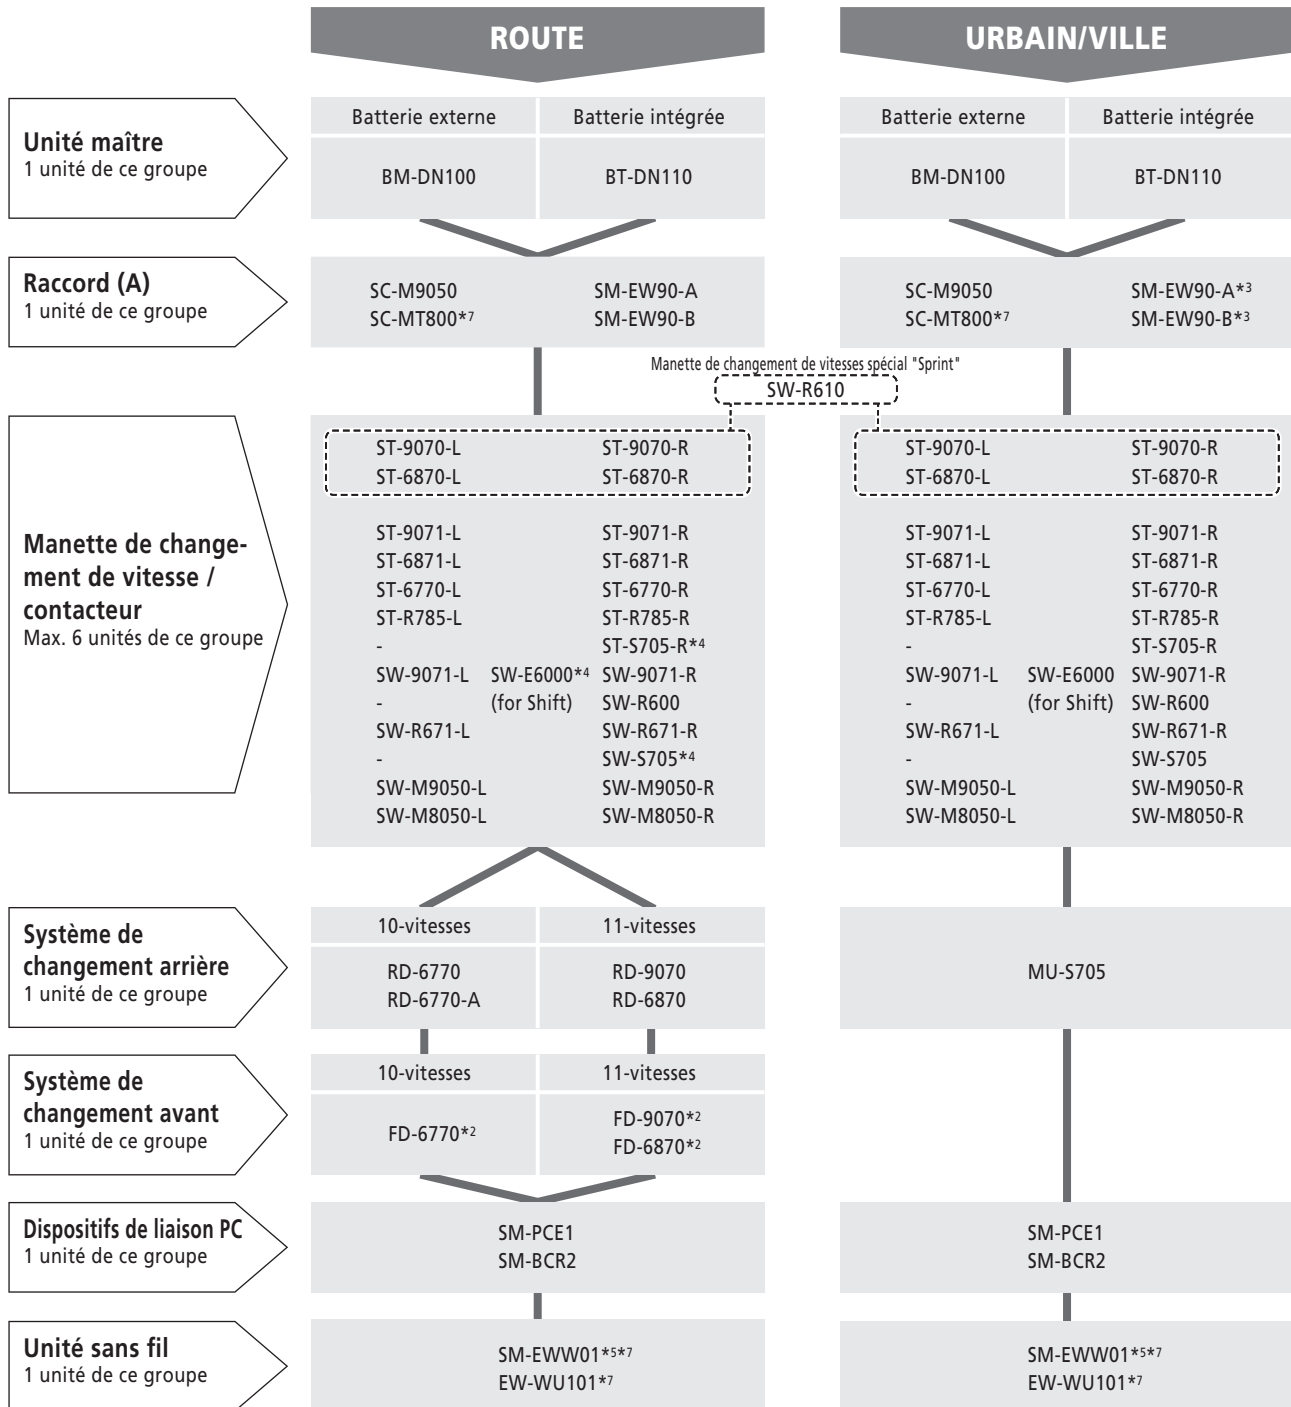 ROUTE
URBAIN/VILLE
Unité maître
1 unité de ce groupe
Batterie externe
Batterie intégrée
BM-DN100
BT-DN110
Batterie externe
Batterie intégrée
BM-DN100
BT-DN110
Raccord (A)
1 unité de ce groupe
SC-M9050 SM-EW90-A
SC-MT800*7 SM-EW90-B
SC-M9050 SM-EW90-A*3
SC-MT800*7 SM-EW90-B*3
Manette de changement de vitesses spécial "Sprint"
SW-R610
Manette de change-
ment de vitesse /
contacteur
Max. 6 unités de ce groupe
ST-9070-L ST-9070-R
ST-6870-L ST-6870-R
ST-9071-L ST-9071-R
ST-6871-L ST-6871-R
ST-6770-L ST-6770-R
ST-R785-L ST-R785-R
- ST-S705-R*4
SW-9071-L SW-E6000*4 SW-9071-R
- (for Shift) SW-R600
SW-R671-L SW-R671-R
- SW-S705*4
SW-M9050-L SW-M9050-R
SW-M8050-L SW-M8050-R
ST-9070-L ST-9070-R
ST-6870-L ST-6870-R
ST-9071-L ST-9071-R
ST-6871-L ST-6871-R
ST-6770-L ST-6770-R
ST-R785-L ST-R785-R
- ST-S705-R
SW-9071-L SW-E6000 SW-9071-R
- (for Shift) SW-R600
SW-R671-L SW-R671-R
- SW-S705
SW-M9050-L SW-M9050-R
SW-M8050-L SW-M8050-R
Système de
changement arrière
1 unité de ce groupe
10-vitesses
11-vitesses
RD-6770 RD-9070
RD-6770-A RD-6870
MU-S705
Système de
changement avant
1 unité de ce groupe
10-vitesses
11-vitesses
FD-6770*2
FD-9070*2
FD-6870*2
Dispositifs de liaison PC
1 unité de ce groupe
SM-PCE1
SM-BCR2
SM-PCE1
SM-BCR2
Unité sans fil
1 unité de ce groupe
SM-EWW01*5*7
EW-WU101*7
SM-EWW01*5*7
EW-WU101*7